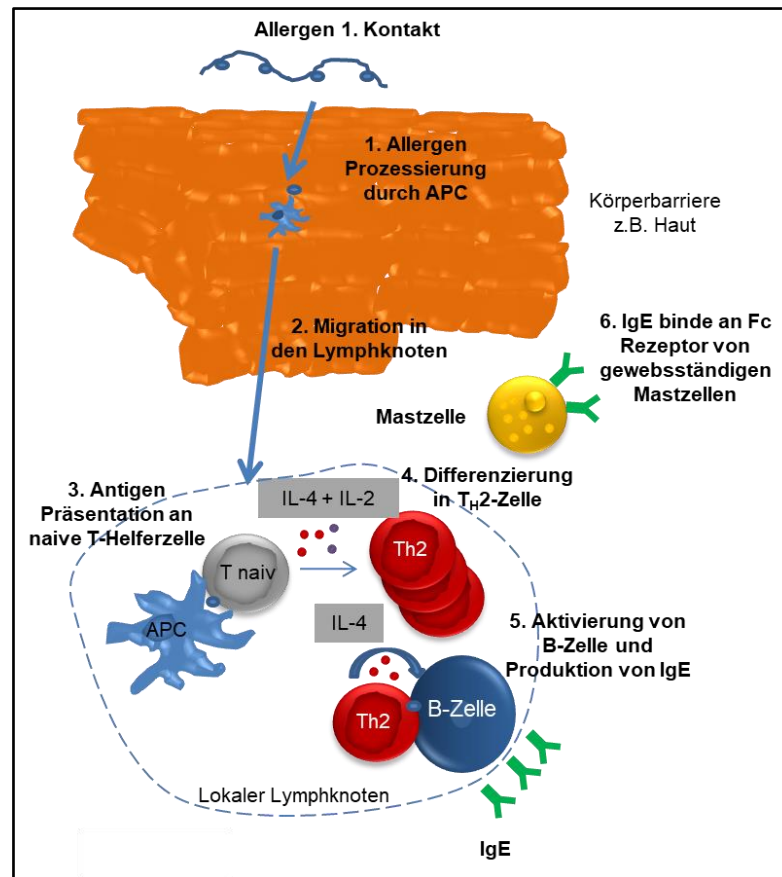 Allergen 1. Kontakt
1. Allergen
Prozessierung
durch APC
Körperbarriere
z.B. Haut
2. Migration in
den Lymphknoten
6. IgE binde an Fc
Rezeptor von
gewebsständigen
Mastzellen
Mastzelle
3. Antigen
Präsentation an
naive T-Helferzelle
IL-4 + IL-2
4. Differenzierung
in TH2-Zelle
T naiv
Th2
APC
IL-4
5. Aktivierung von
B-Zelle und
Produktion von IgE
Th2
B-Zelle
Lokaler Lymphknoten
IgE